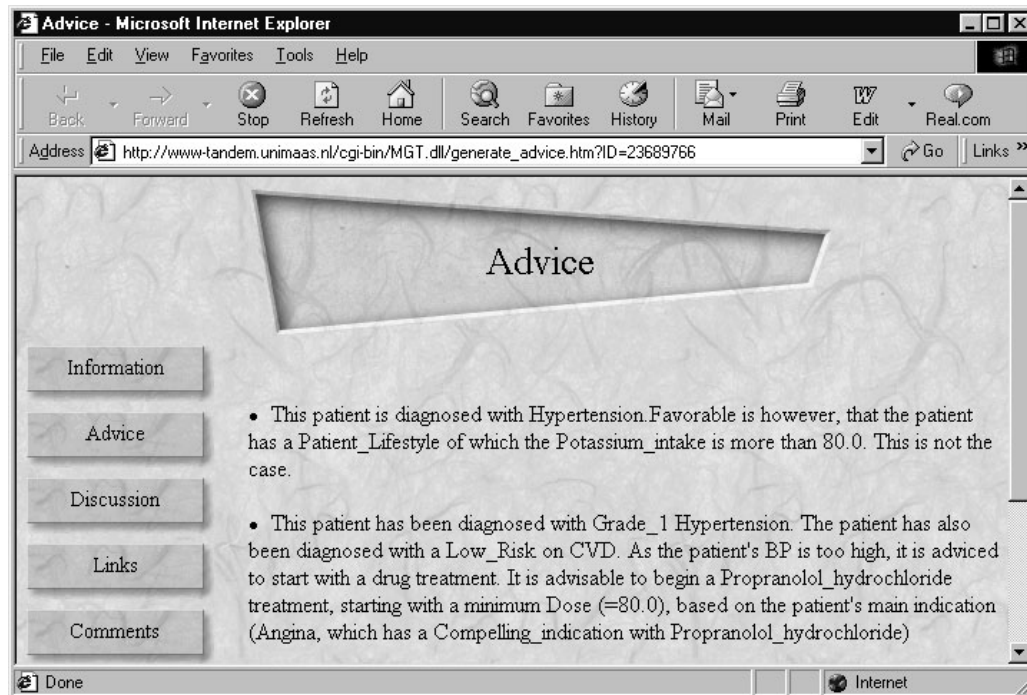 Advice - Microsoft Internet Explorer
File Edit View Favorites Tools Help
Back Forward Stop Refresh Home Search Favorites History Mail Print Edit Real.com
Address http://www-tandem.unimaas.nl/cgi-bin/MGT.dll/generate_advice.htm?ID=23689766 Go Links »
Advice
Information
Advice
Discussion
Links
Comments
• This patient is diagnosed with Hypertension.Favorable is however, that the patient
has a Patient_Lifestyle of which the Potassium_intake is more than 80.0. This is not the
case.
• This patient has been diagnosed with Grade_1 Hypertension. The patient has also
been diagnosed with a Low_Risk on CVD. As the patient's BP is too high, it is adviced
to start with a drug treatment. It is advisable to begin a Propranolol_hydrochloride
treatment, starting with a minimum Dose (=80.0), based on the patient's main indication
(Angina, which has a Compelling_indication with Propranolol_hydrochloride)
Done Internet